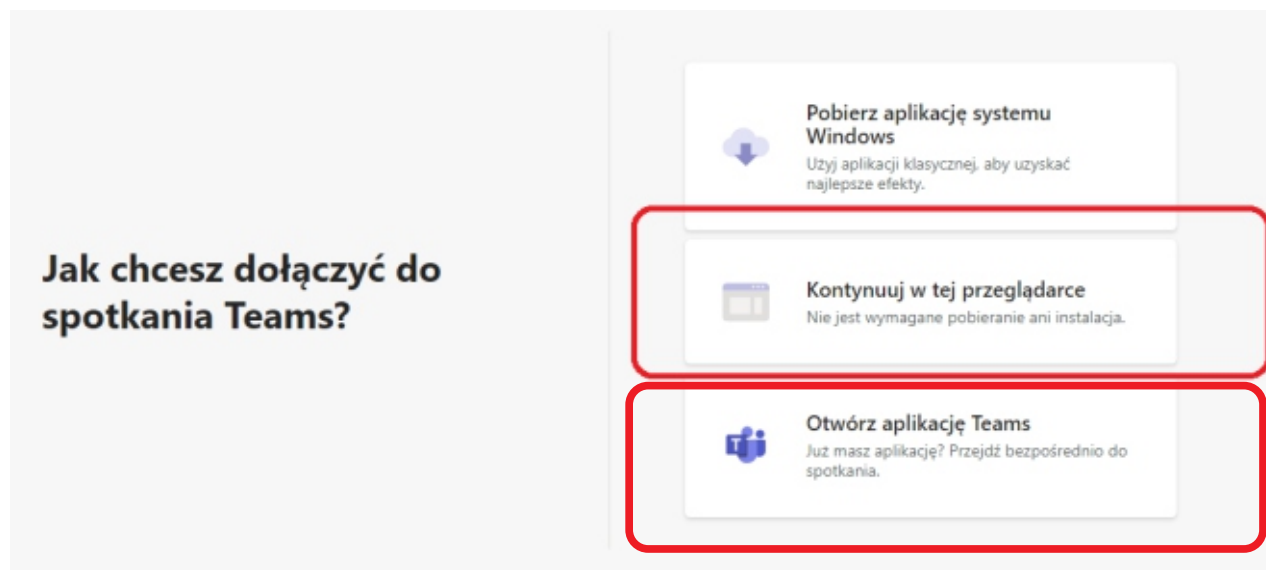 Jak chcesz dołączyć do
spotkania Teams?
Pobierz aplikację systemu
Windows
Użyj aplikacji klasycznej, aby uzyskać
najlepsze efekty.
Kontynuuj w tej przeglądarce
Nie jest wymagane pobieranie ani instalacja.
Otwórz aplikację Teams
Już masz aplikację? Przejdź bezpośrednio do
spotkania.